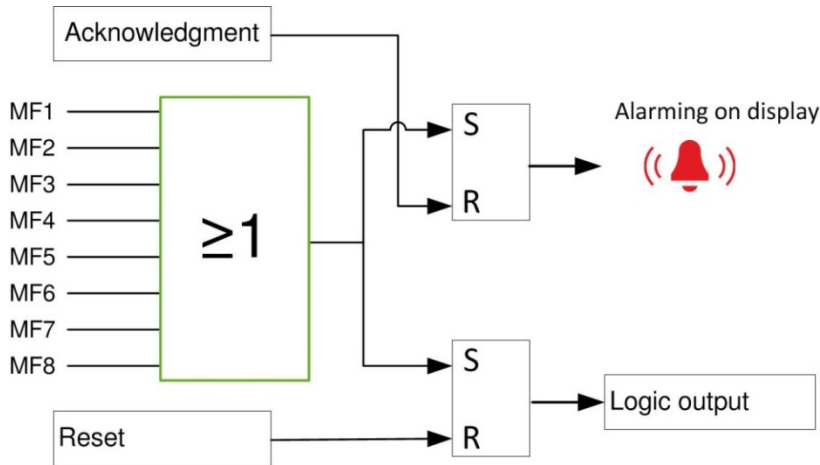 Acknowledgment
MF1
MF2
MF3
MF4
MF5
MF6
MF7
MF8
≥1
S
R
Alarming on display
S
R
Logic output
Reset